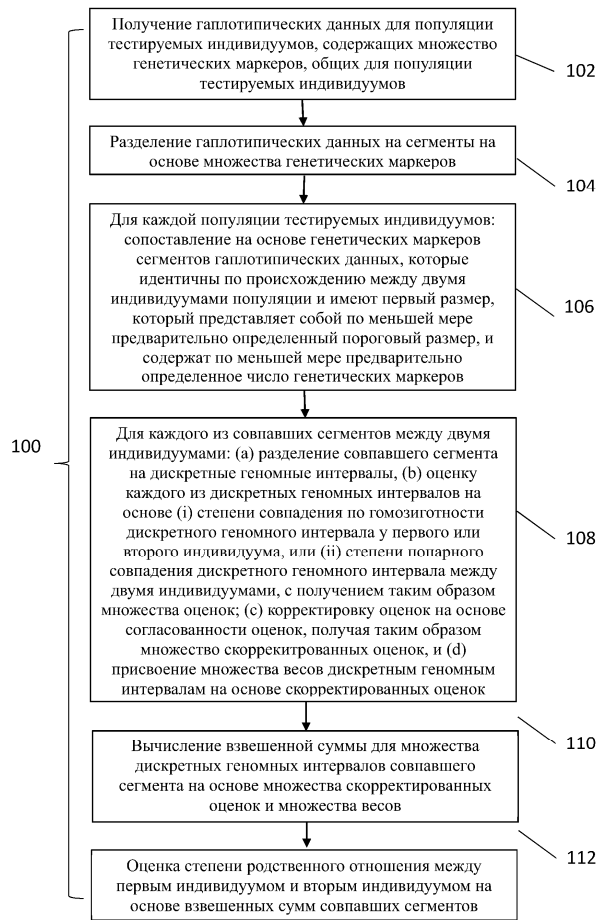 Получение гаплотипических данных для популяции
тестируемых индивидуумов, содержащих множество
генетических маркеров, общих для популяции
тестируемых индивидуумов
102
Разделение гаплотипических данных на сегменты на
основе множества генетических маркеров
104
Для каждой популяции тестируемых индивидуумов:
сопоставление на основе генетических маркеров
сегментов гаплотипических данных, которые
идентичны по происхождению между двумя
индивидуумами популяции и имеют первый размер,
который представляет собой по меньшей мере
предварительно определенный пороговый размер, и
содержат по меньшей мере предварительно
определенное число генетических маркеров
106
100
Для каждого из совпавших сегментов между двумя
индивидуумами: (a) разделение совпавшего сегмента
на дискретные геномные интервалы, (b) оценку
каждого из дискретных геномных интервалов на
основе (i) степени совпадения по гомозиготности
дискретного геномного интервала у первого или
второго индивидуума, или (ii) степени попарного
совпадения дискретного геномного интервала между
двумя индивидуумами, с получением таким образом
множества оценок; (c) корректировку оценок на основе
согласованности оценок, получая таким образом
множество скоррекитрованных оценок, и (d)
присвоение множества весов дискретным геномным
интервалам на основе скорректированных оценок
108
110
Вычисление взвешенной суммы для множества
дискретных геномных интервалов совпавшего
сегмента на основе множества скорректированных
оценок и множества весов
112
Оценка степени родственного отношения между
первым индивидуумом и вторым индивидуумом на
основе взвешенных сумм совпавших сегментов